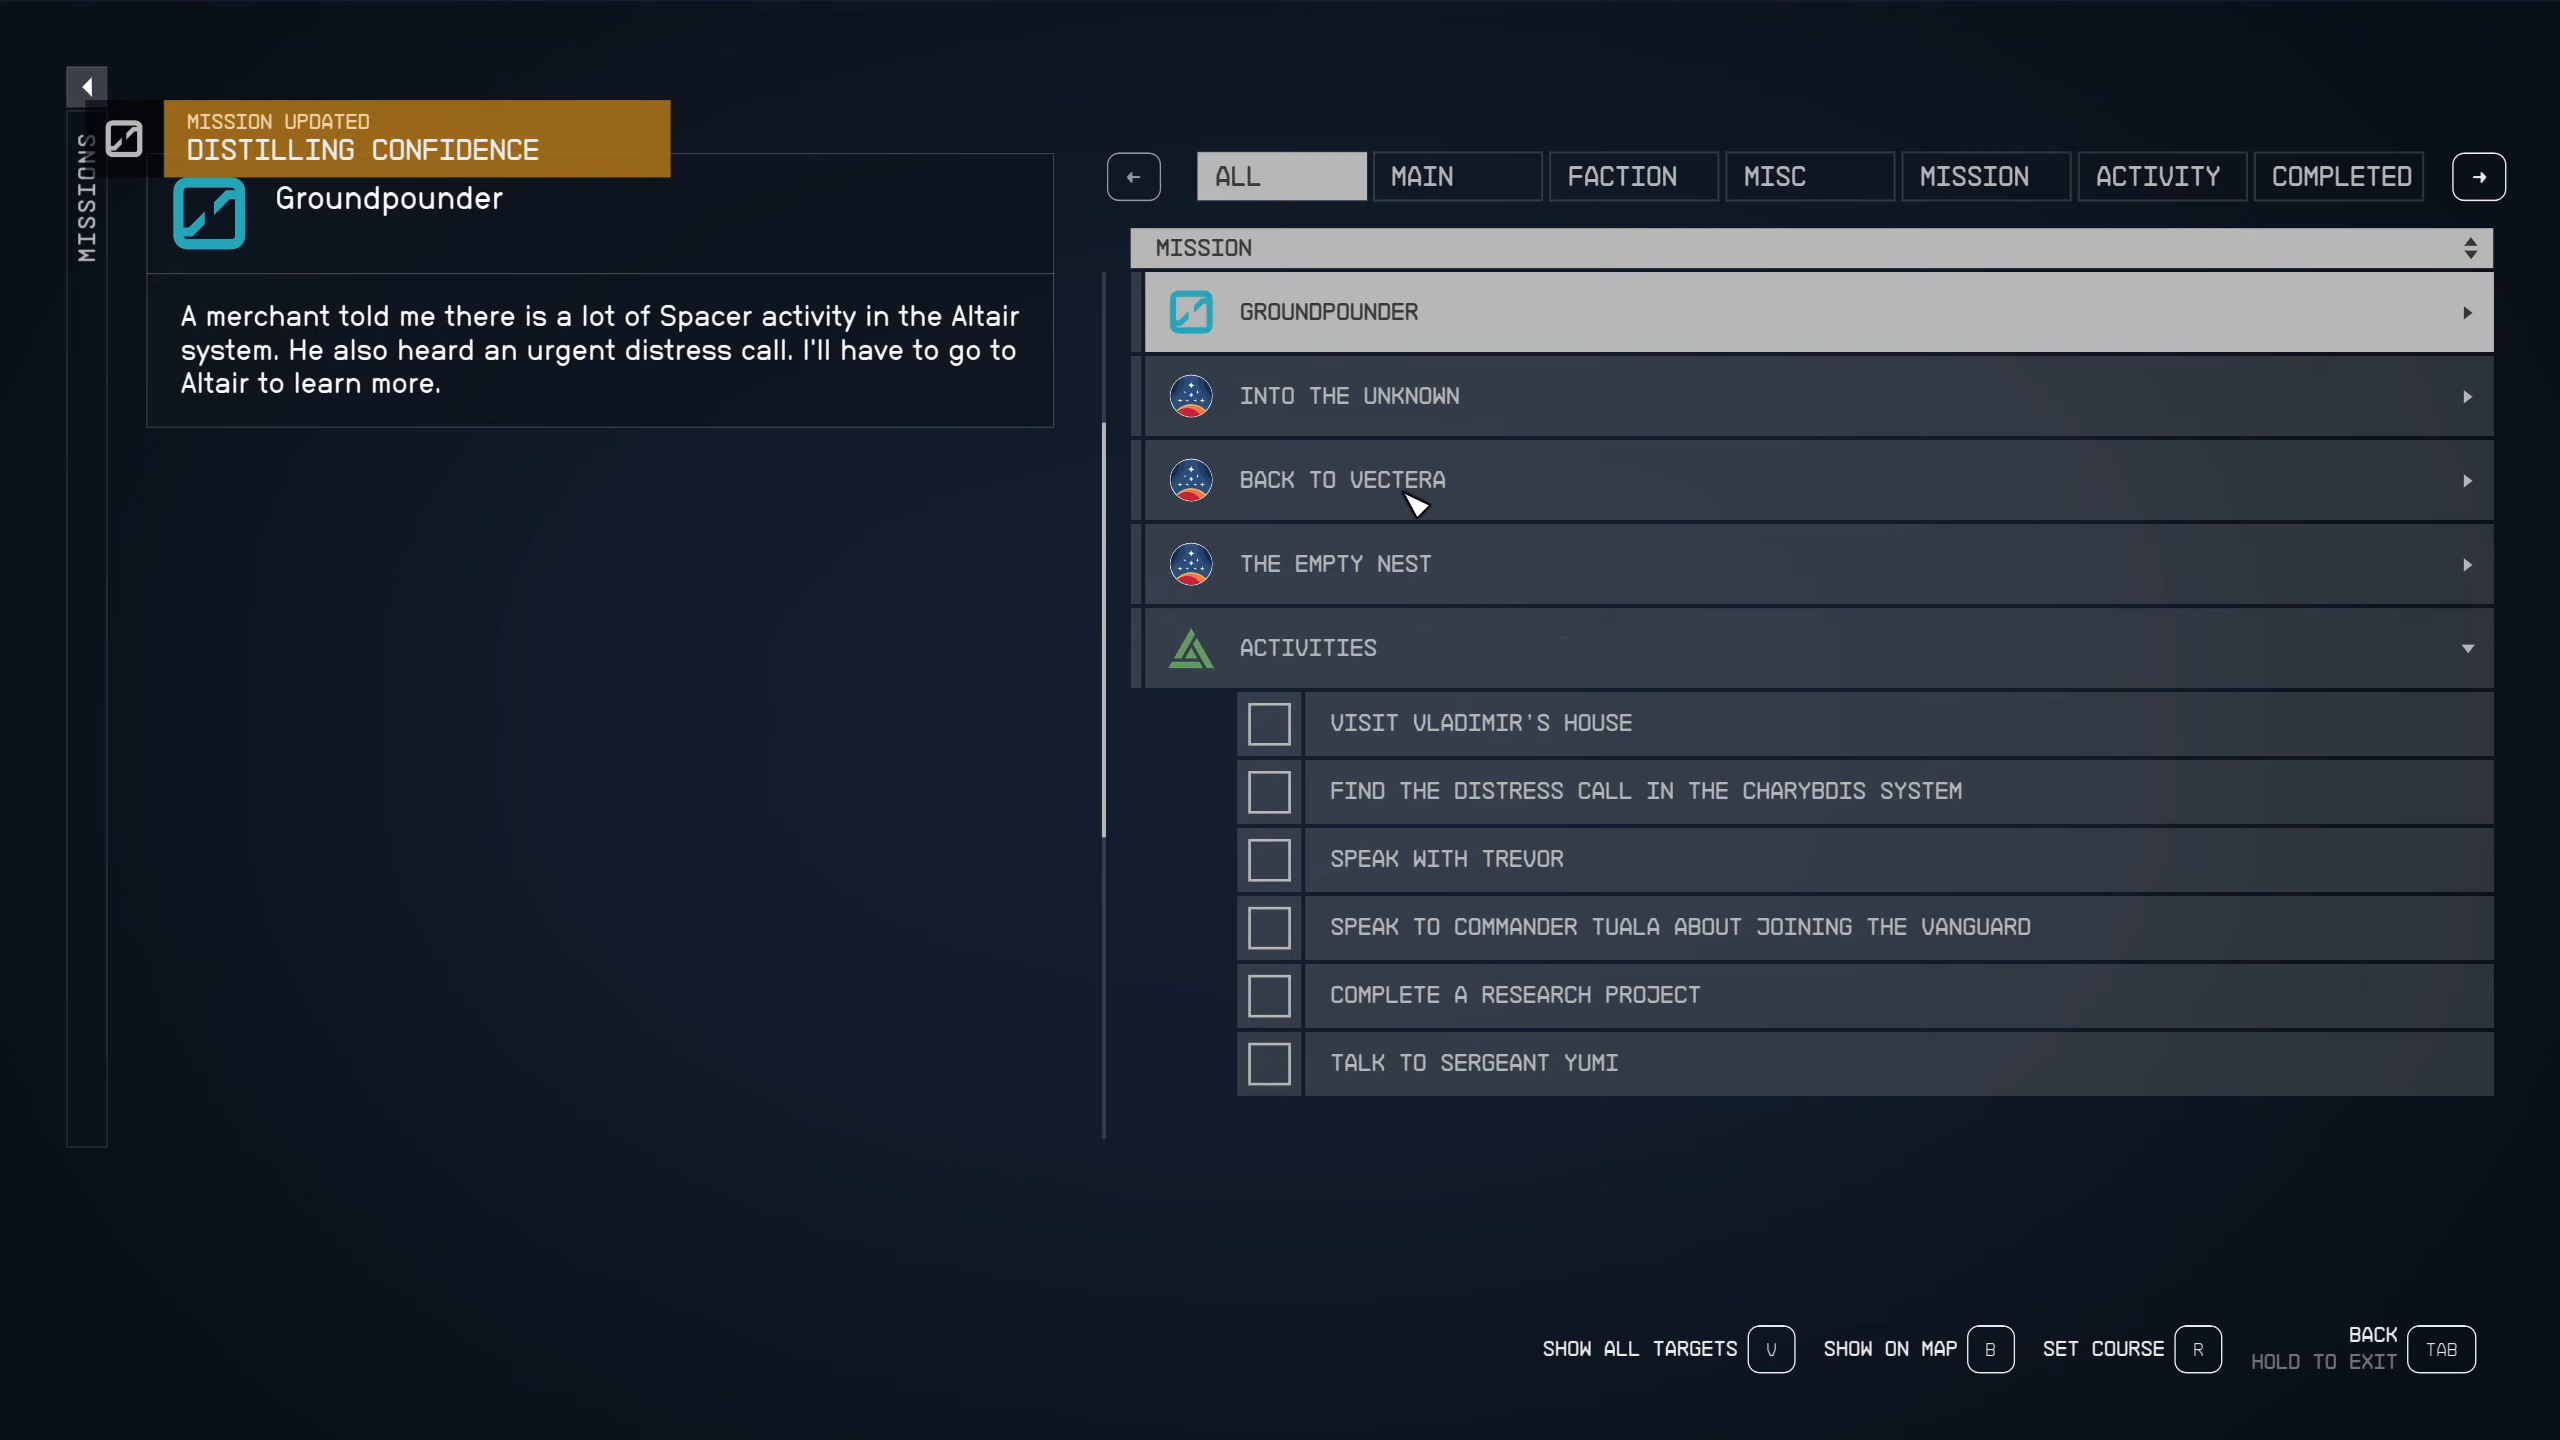 MISSIONS
MISSION UPDATED
DISTILLING CONFIDENCE
Groundpounder
A merchant told me there is a lot of Spacer activity in the Altair
system. He also heard an urgent distress call. I'll have to go to
Altair to learn more.
ALL
MAIN
FACTION
MISC
MISSION
ACTIVITY
COMPLETED
MISSION
GROUNDPOUNDER
INTO THE UNKNOWN
BACK TO VECTERA
THE EMPTY NEST
ACTIVITIES
VISIT VLADIMIR'S HOUSE
FIND THE DISTRESS CALL IN THE CHARYBDIS SYSTEM
SPEAK WITH TREVOR
SPEAK TO COMMANDER TUALA ABOUT JOINING THE VANGUARD
COMPLETE A RESEARCH PROJECT
TALK TO SERGEANT YUMI
SHOW ALL TARGETS V
SHOW ON MAP B
SET COURSE R
BACK
HOLD TO EXIT
TAB